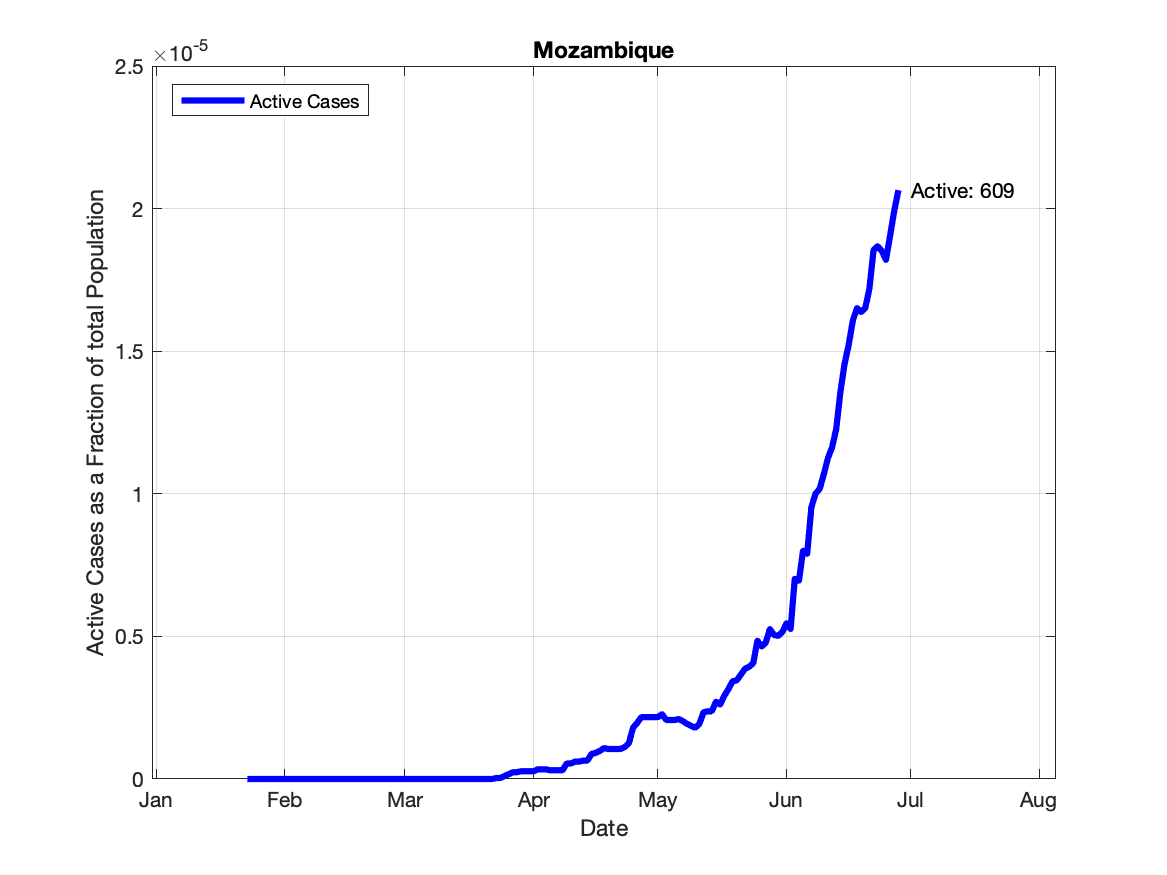 Mozambique
×10-5
Active Cases
Active: 609
2.5
2
1.5
1
0.5
0
Active Cases as a Fraction of total Population
Jan Feb Mar Apr May Jun Jul Aug
Date